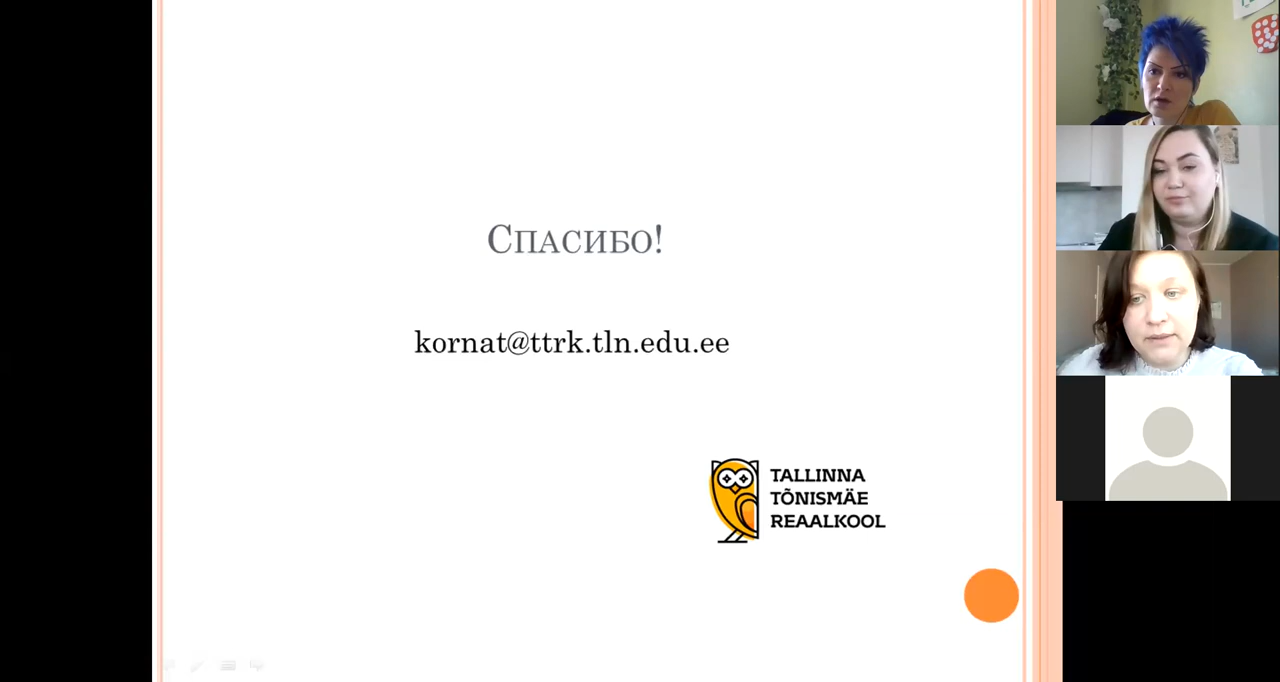 Спасибо!
kornat@ttrk.tln.edu.ee
TALLINNA
TÕNISMÄE
REAALKOOL